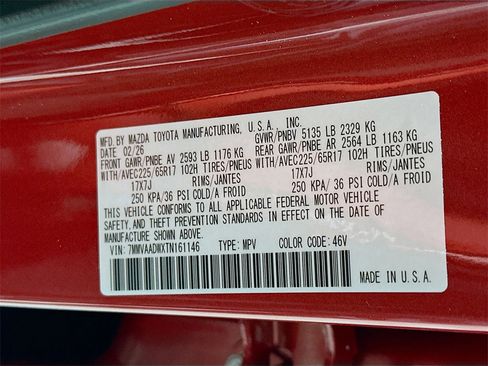 MFD. BY MAZDA TOYOTA MANUFACTURING, U.S.A., INC.
DATE 02/26 GVWR/PNBV 5135 LB 2329 KG
FRONT GAWR/PNBE AV 2593 LB 1176 KG REAR GAWR/PNBE AR 2564 LB 1163 KG
WITH/AVEC225/65R17 102H TIRES/PNEUS WITH/AVEC225/65R17 102H TIRES/PNEUS
17X7J RIMS/JANTES 17X7J RIMS/JANTES
250 KPA/ 36 PSI COLD/A FROID 250 KPA/ 36 PSI COLD/A FROID
THIS VEHICLE CONFORMS TO ALL APPLICABLE FEDERAL MOTOR VEHICLE
SAFETY, AND THEFT PREVENTION STANDARDS IN EFFECT ON THE DATE OF
MANUFACTURE SHOWN ABOVE.
VIN: 7MMVAADWXTN161146 TYPE: MPV COLOR CODE: 46V
MADE IN U.S.A.